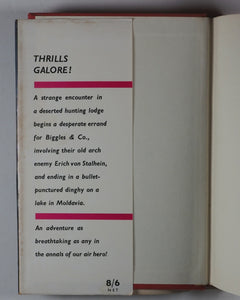 THRILLS
GALORE!
A strange encounter in
a deserted hunting lodge
begins a desperate errand
for Biggles & Co.,
involving their old arch
enemy Erich von Stalhein,
and ending in a bullet-
punctured dinghy on a
lake in Moldavia.
An adventure as
breathtaking as any in
the annals of our air hero!
8/6
NET